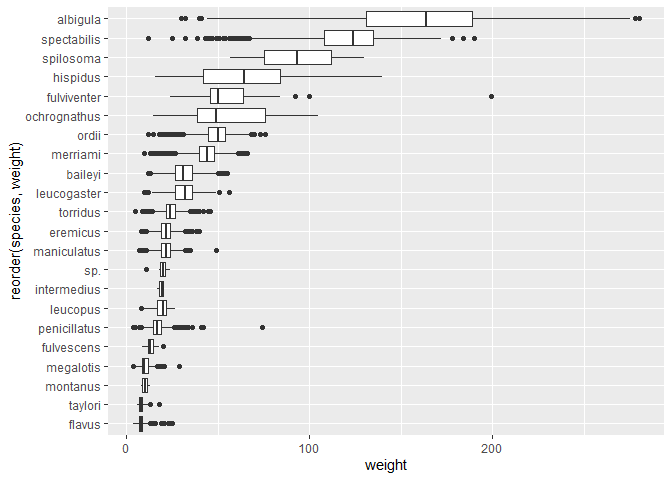 reorder(species, weight)
albigula
spectabilis
spilosoma
hispidus
fulviventer
ochrognathus
ordii
merriami
baileyi
leucogaster
torridus
eremicus
maniculatus
sp.
intermedius
leucopus
penicillatus
fulvescens
megalotis
montanus
taylori
flavus
0 100 200
weight